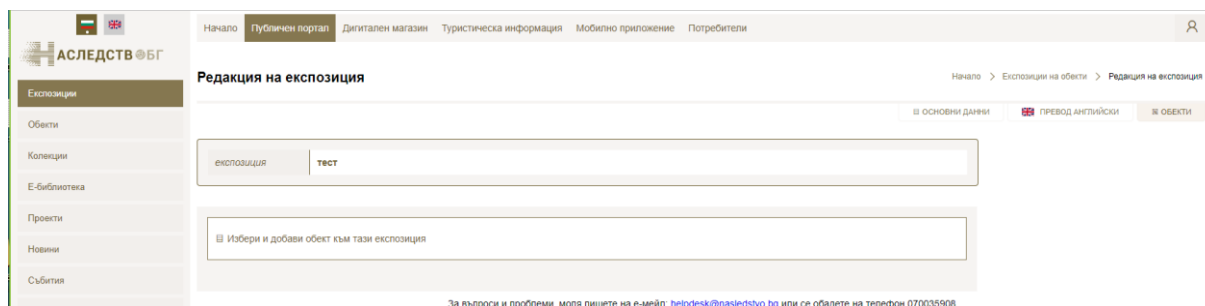 Начало Публичен портал Дигитален магазин Туристическа информация Мобилно приложение Потребители
НАСЛЕДСТВ@БГ
Редакция на експозиция
Начало > Експозиции на обекти > Редакция на експозиция
Експозиции
ОСНОВНИ ДАННИ ПРЕВОД АНГЛИЙСКИ ОБЕКТИ
Обекти
Колекции
експозиция тест
Е-библиотека
Проекти
Избери и добави обект към тази експозиция
Новини
Събития
За въпроси и проблеми, моля пишете на е-мейл: helpdesk@nasledstvo.bg или се обадете на телефон 070035908